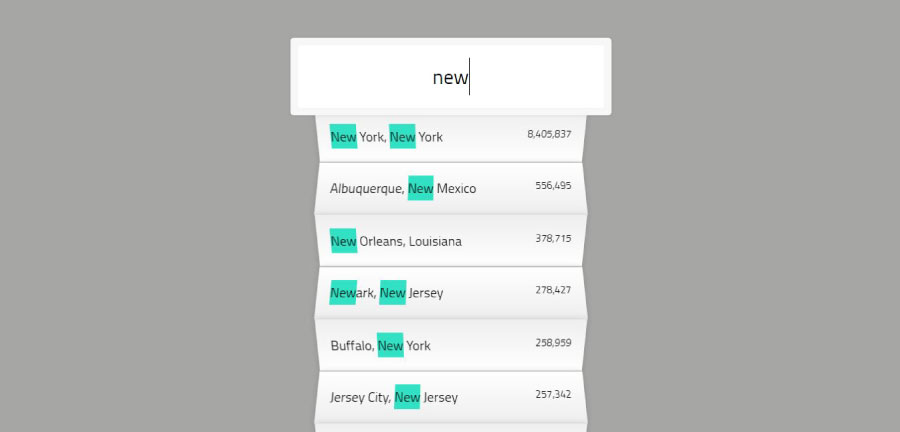 new
New York, New York 8,405,837
Albuquerque, New Mexico 556,495
New Orleans, Louisiana 378,715
Newark, New Jersey 278,427
Buffalo, New York 258,959
Jersey City, New Jersey 257,342